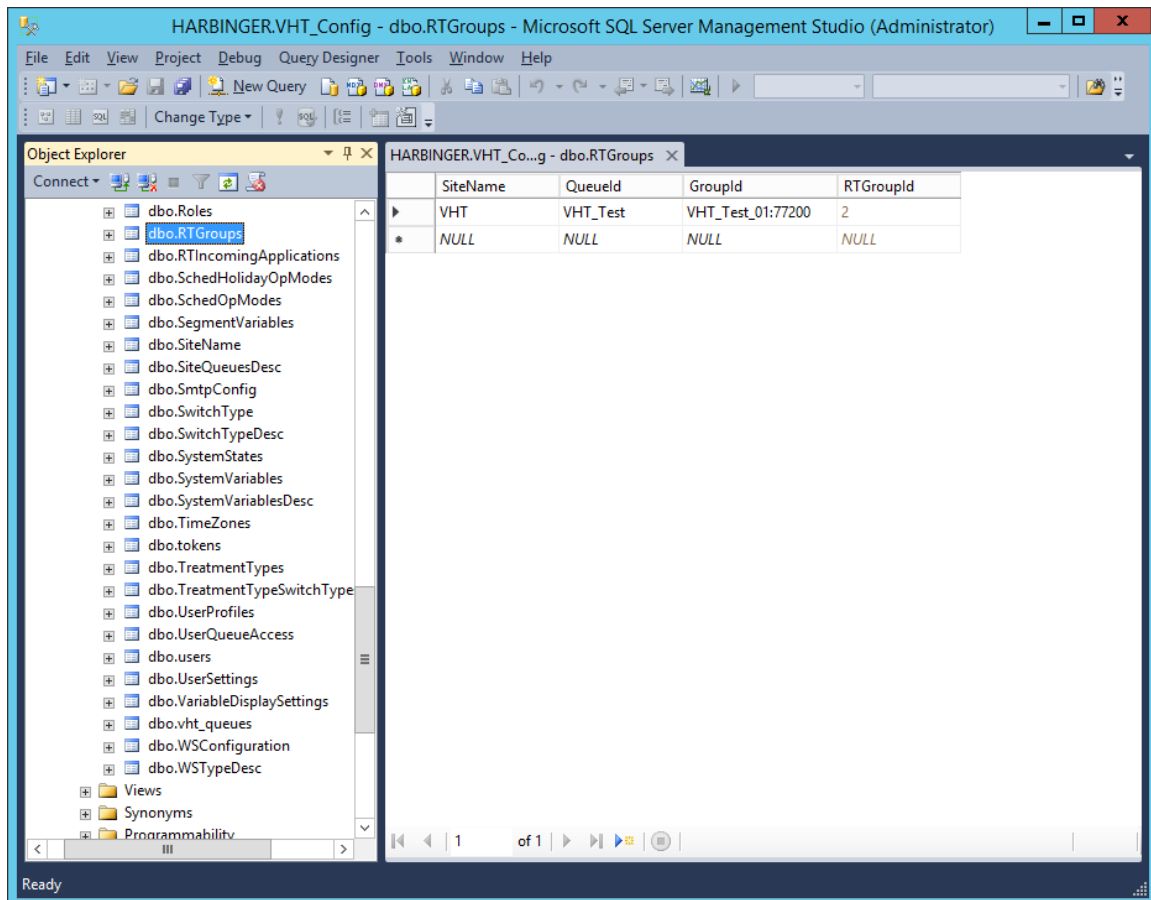 HARBINGER.VHT_Config - dbo.RTGroups - Microsoft SQL Server Management Studio (Administrator)
File Edit View Project Debug Query Designer Tools Window Help
New Query
Change Type
Object Explorer
HARBINGER.VHT_Co...g - dbo.RTGroups
Connect
SiteName QueueId GroupId RTGroupId
VHT VHT_Test VHT_Test_01:77200 2
NULL NULL NULL NULL
dbo.Roles
dbo.RTGroups
dbo.RTIncomingApplications
dbo.SchedHolidayOpModes
dbo.SchedOpModes
dbo.SegmentVariables
dbo.SiteName
dbo.SiteQueuesDesc
dbo.SmtpConfig
dbo.SwitchType
dbo.SwitchTypeDesc
dbo.SystemStates
dbo.SystemVariables
dbo.SystemVariablesDesc
dbo.TimeZones
dbo.tokens
dbo.TreatmentTypes
dbo.TreatmentTypeSwitchType
dbo.UserProfiles
dbo.UserQueueAccess
dbo.users
dbo.UserSettings
dbo.VariableDisplaySettings
dbo.vht_queues
dbo.WSConfiguration
dbo.WSTypeDesc
Views
Synonyms
Programmability
1 of 1
Ready